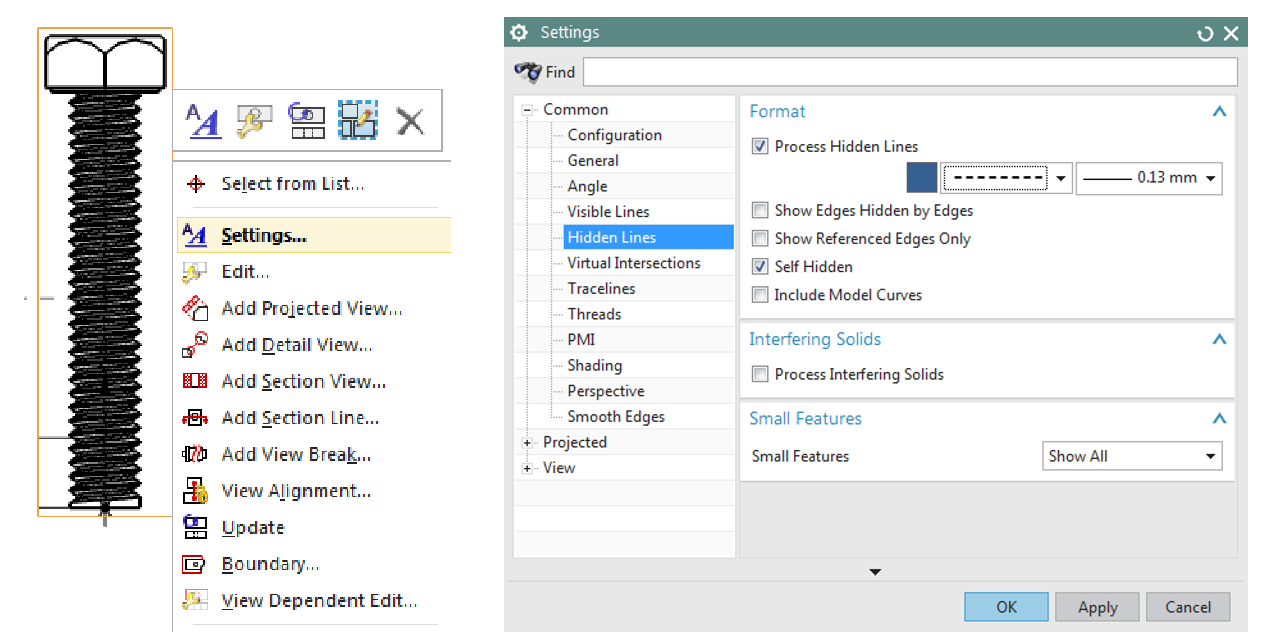 Select from List...
Settings...
Edit...
Add Projected View...
Add Detail View...
Add Section View...
Add Section Line...
Add View Break...
View Alignment...
Update
Boundary...
View Dependent Edit...
Settings
Find
Common
Configuration
General
Angle
Visible Lines
Hidden Lines
Virtual Intersections
Tracelines
Threads
PMI
Shading
Perspective
Smooth Edges
Projected
View
Format
Process Hidden Lines
0.13 mm
Show Edges Hidden by Edges
Show Referenced Edges Only
Self Hidden
Include Model Curves
Interfering Solids
Process Interfering Solids
Small Features
Small Features Show All
OK Apply Cancel